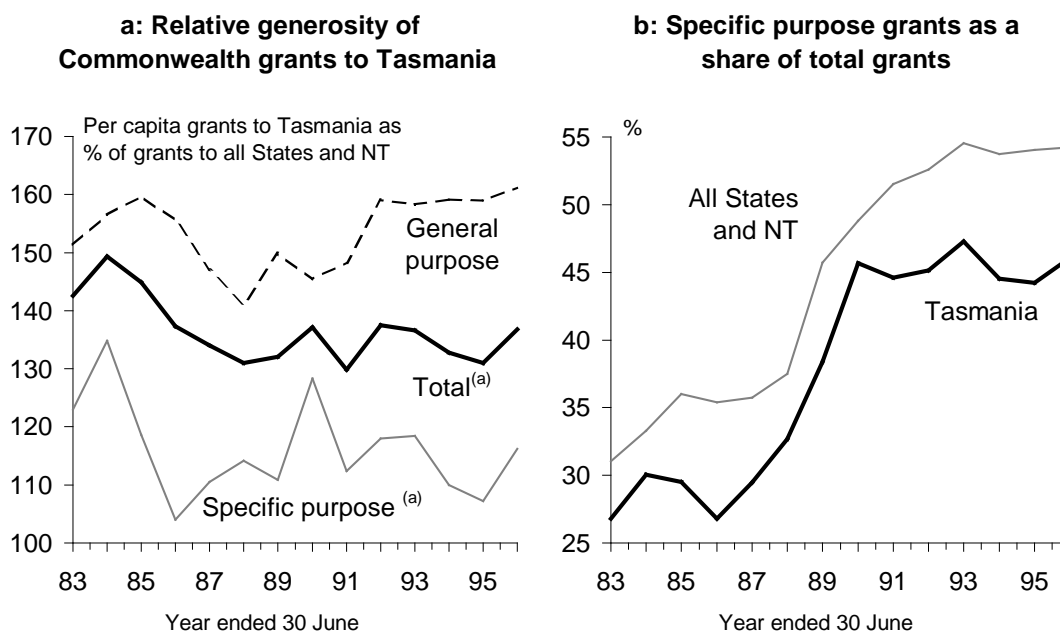 a: Relative generosity of
Commonwealth grants to Tasmania
170
160
150
140
130
120
110
100
Per capita grants to Tasmania as
% of grants to all States and NT
General
purpose
Total(a)
Specific purpose (a)
83
85
87
89
91
93
95
Year ended 30 June
b: Specific purpose grants as a
share of total grants
55
50
45
40
35
30
25
%
All States
and NT
Tasmania
83
85
87
89
91
93
95
Year ended 30 June